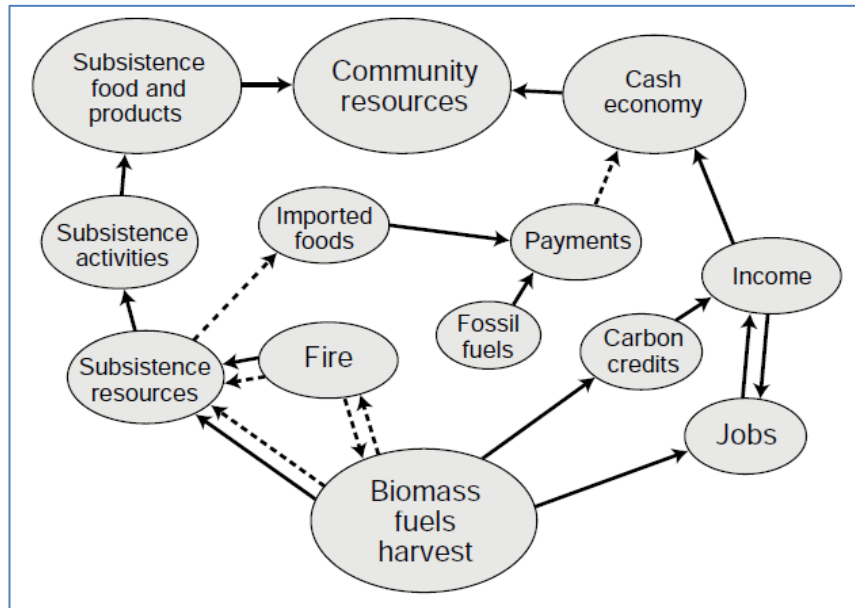 Subsistence
food and
products
Community
resources
Cash
economy
Subsistence
activities
Imported
foods
Payments
Income
Fossil
fuels
Carbon
credits
Subsistence
resources
Fire
Jobs
Biomass
fuels
harvest